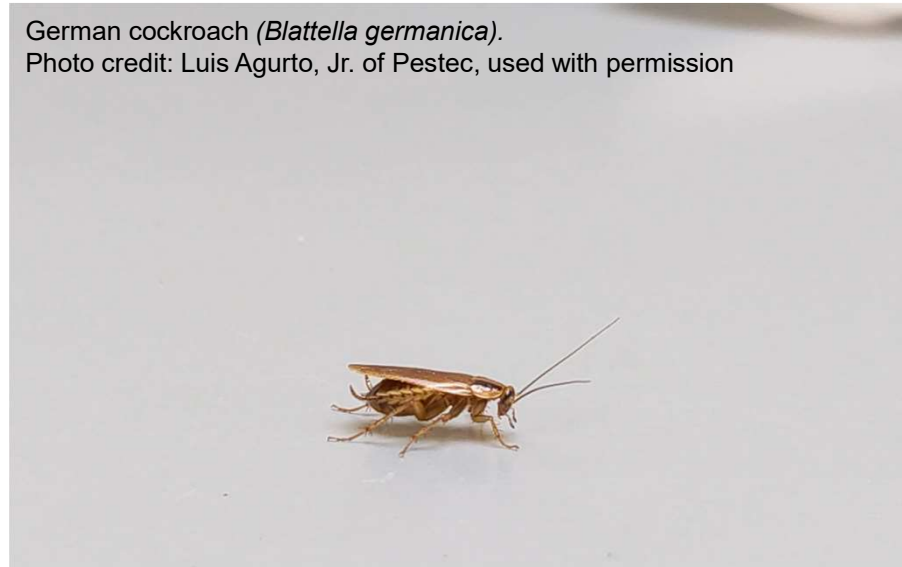 German cockroach (Blattella germanica).
Photo credit: Luis Agurto, Jr. of Pestec, used with permission